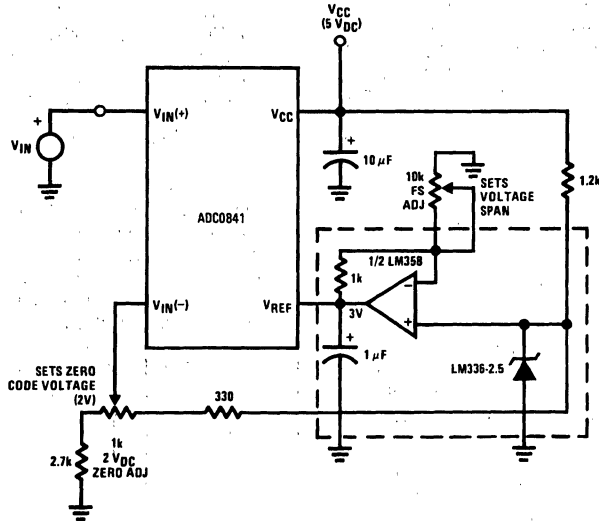 VCC
(5 VDC)
VIN(+)
VCC
+
VIN
+
10 µF
10k
FS
ADJ
SETS
VOLTAGE
SPAN
1.2k
ADC0841
1/2 LM358
1k
−
+
VIN(−)
VREF
3V
LM336-2.5
+
1 µF
SETS ZERO
CODE VOLTAGE
(2V)
330
1k
2 VDC
ZERO ADJ
2.7k